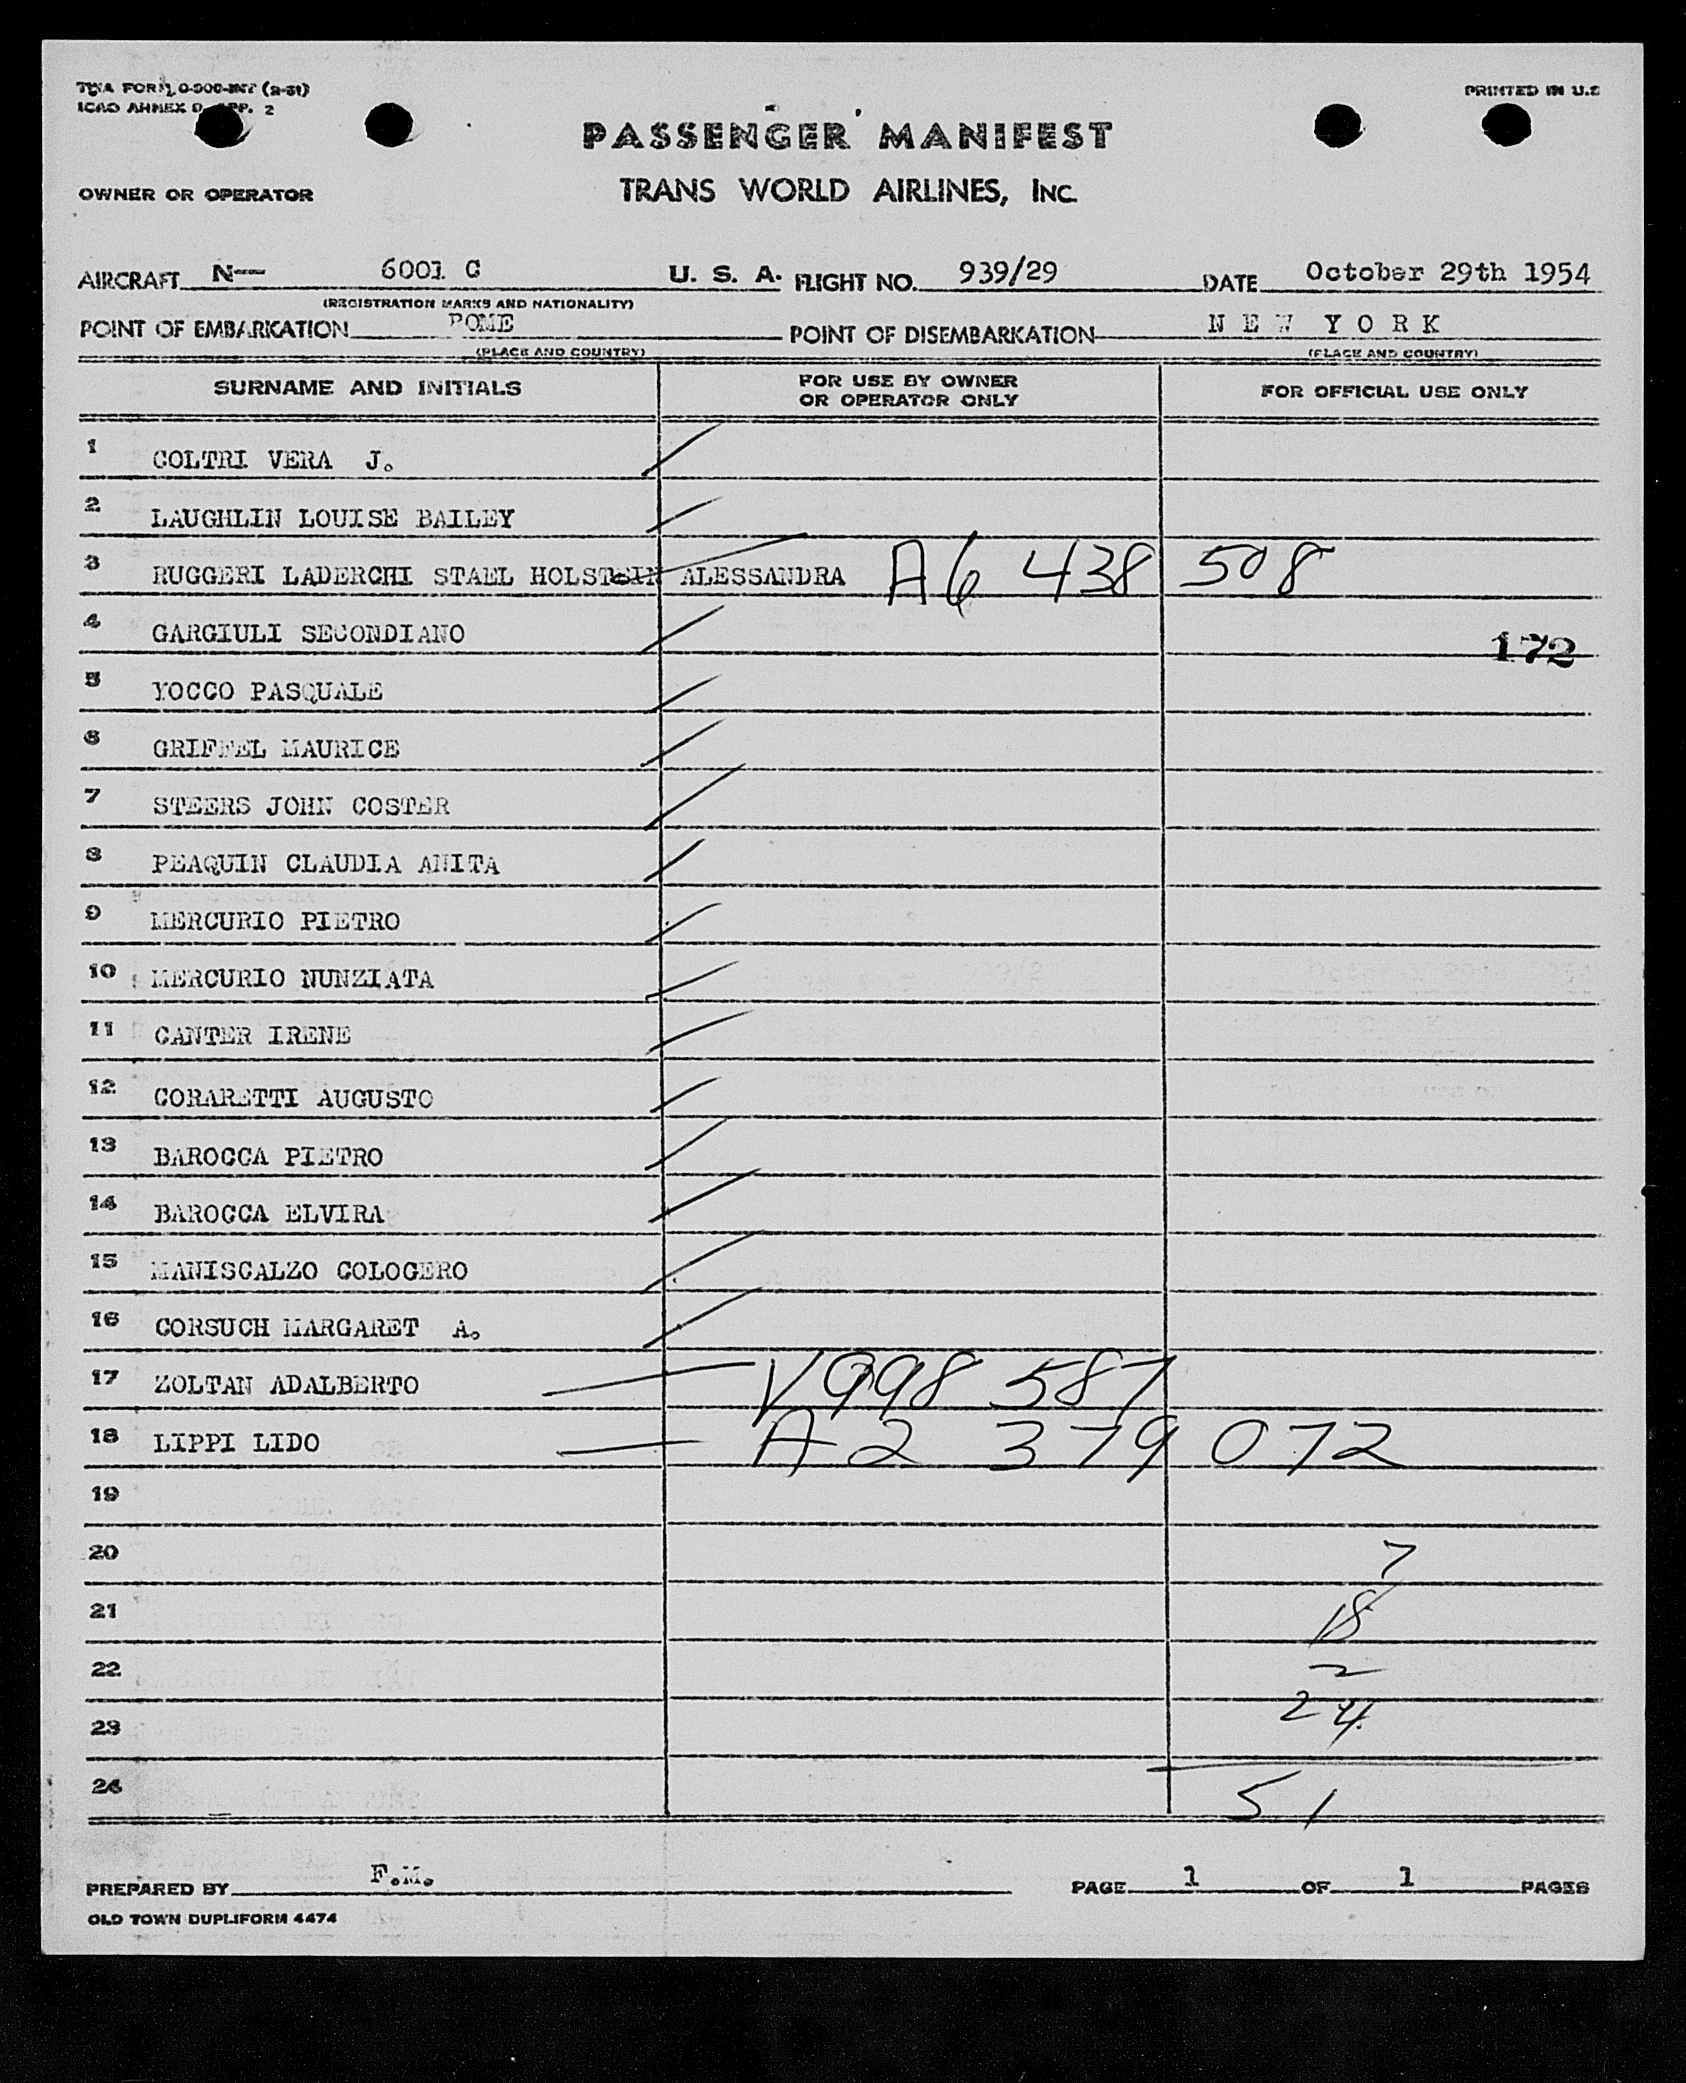 TWA FORM O-900-INT (2-51)
ICAO ANNEX 9 APP. 2
PRINTED IN U.S
PASSENGER MANIFEST
OWNER OR OPERATOR
TRANS WORLD AIRLINES, INC.
AIRCRAFT N— 6001 C U. S. A. FLIGHT NO. 939/29 DATE October 29th 1954
(REGISTRATION MARKS AND NATIONALITY)
POINT OF EMBARKATION ROME POINT OF DISEMBARKATION NEW YORK
(PLACE AND COUNTRY) (PLACE AND COUNTRY)
SURNAME AND INITIALS FOR USE BY OWNER OR OPERATOR ONLY FOR OFFICIAL USE ONLY
1 COLTRI VERA J.
2 LAUGHLIN LOUISE BAILEY
3 RUGGERI LADERCHI STAEL HOLSTEIN ALESSANDRA A6 438 508
4 GARGIULI SECONDIANO
172
5 YOCCO PASQUALE
6 GRIFFEL MAURICE
7 STEERS JOHN COSTER
8 PEAQUIN CLAUDIA ANITA
9 MERCURIO PIETRO
10 MERCURIO NUNZIATA
11 CANTER IRENE
12 CORARETTI AUGUSTO
13 BAROCCA PIETRO
14 BAROCCA ELVIRA
15 MANISCALZO COLOGERO
16 CORSUCH MARGARET A.
17 ZOLTAN ADALBERTO V998 587
18 LIPPI LIDO A2 379 072
19
20 7
21 18
22 2
23 24
24 51
PREPARED BY F.M. PAGE 1 OF 1 PAGES
OLD TOWN DUPLIFORM 4474